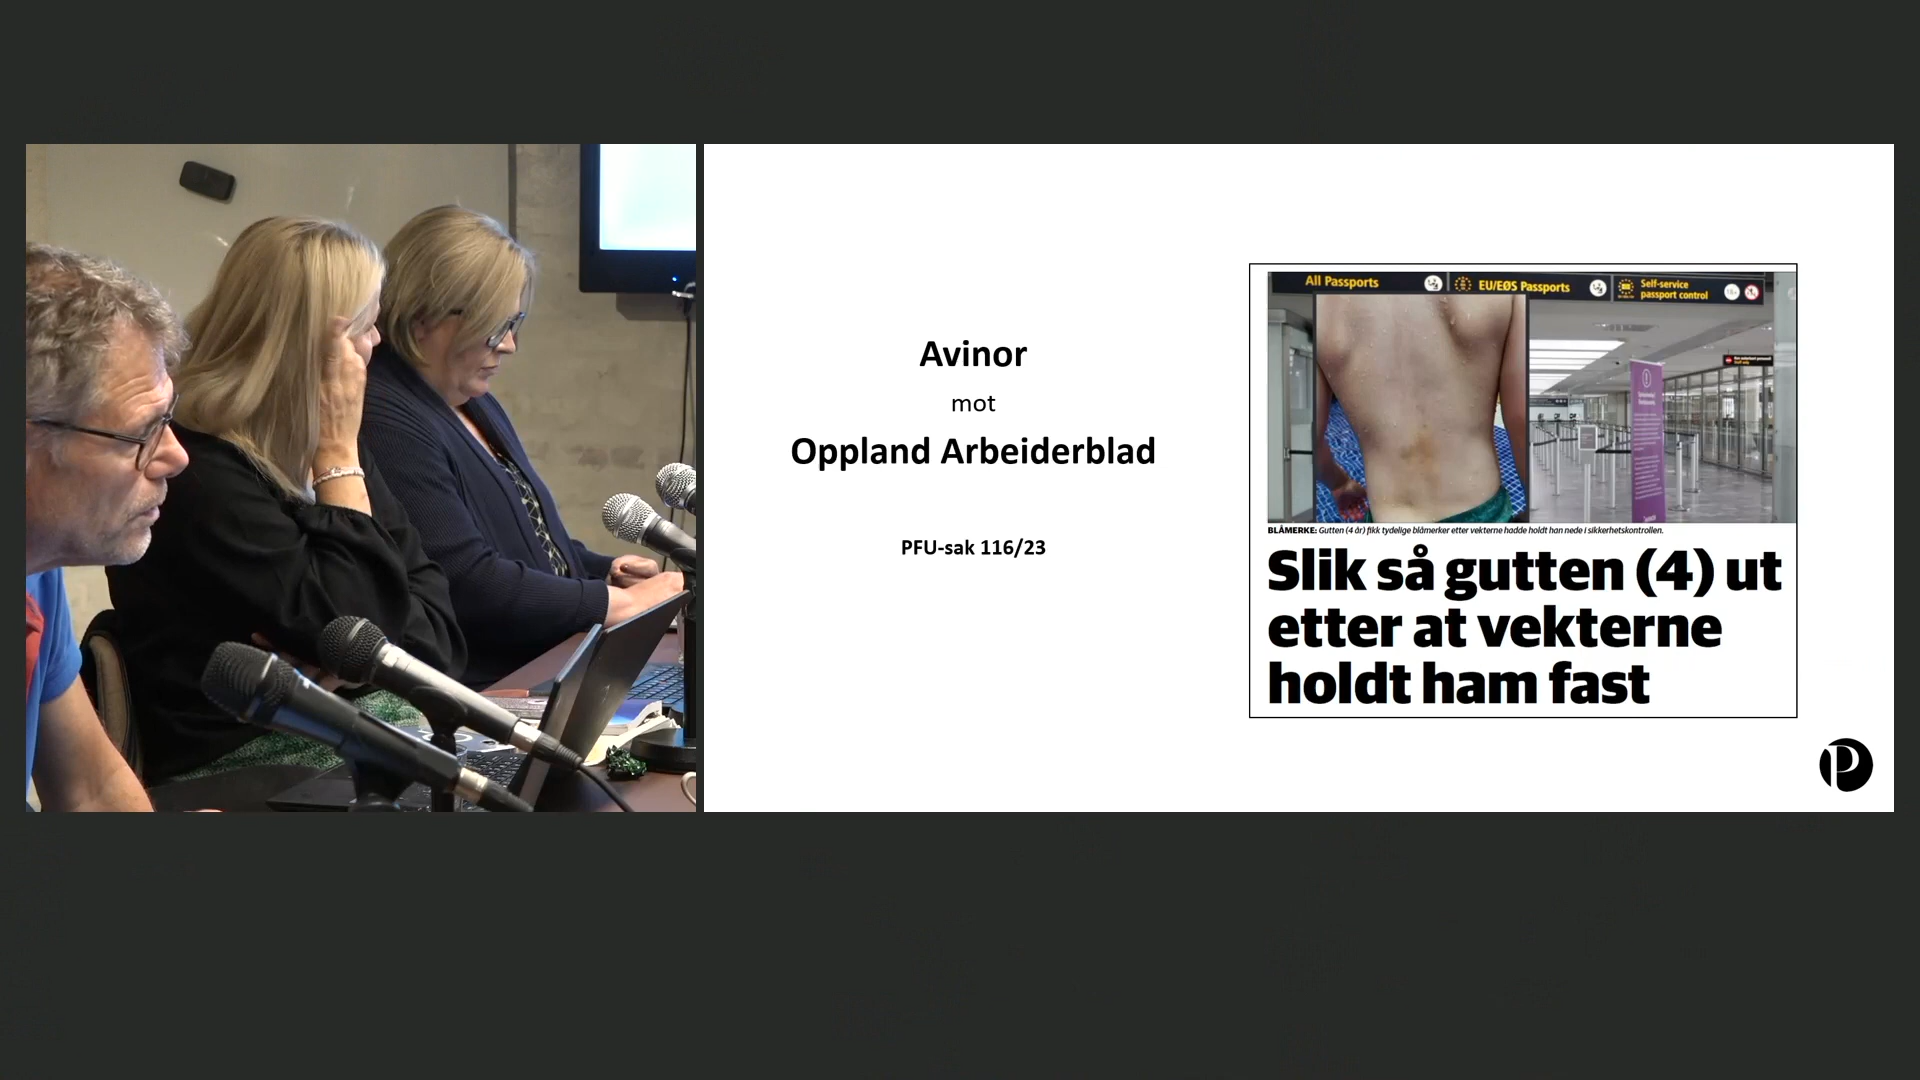 Avinor
mot
Oppland Arbeiderblad
PFU-sak 116/23
All Passports
EU/EØS Passports
Self-service
passport control
BLÅMERKE: Gutten (4 år) fikk tydelige blåmerker etter vekterne hadde holdt han nede i sikkerhetskontrollen.
Slik så gutten (4) ut
etter at vekterne
holdt ham fast
P